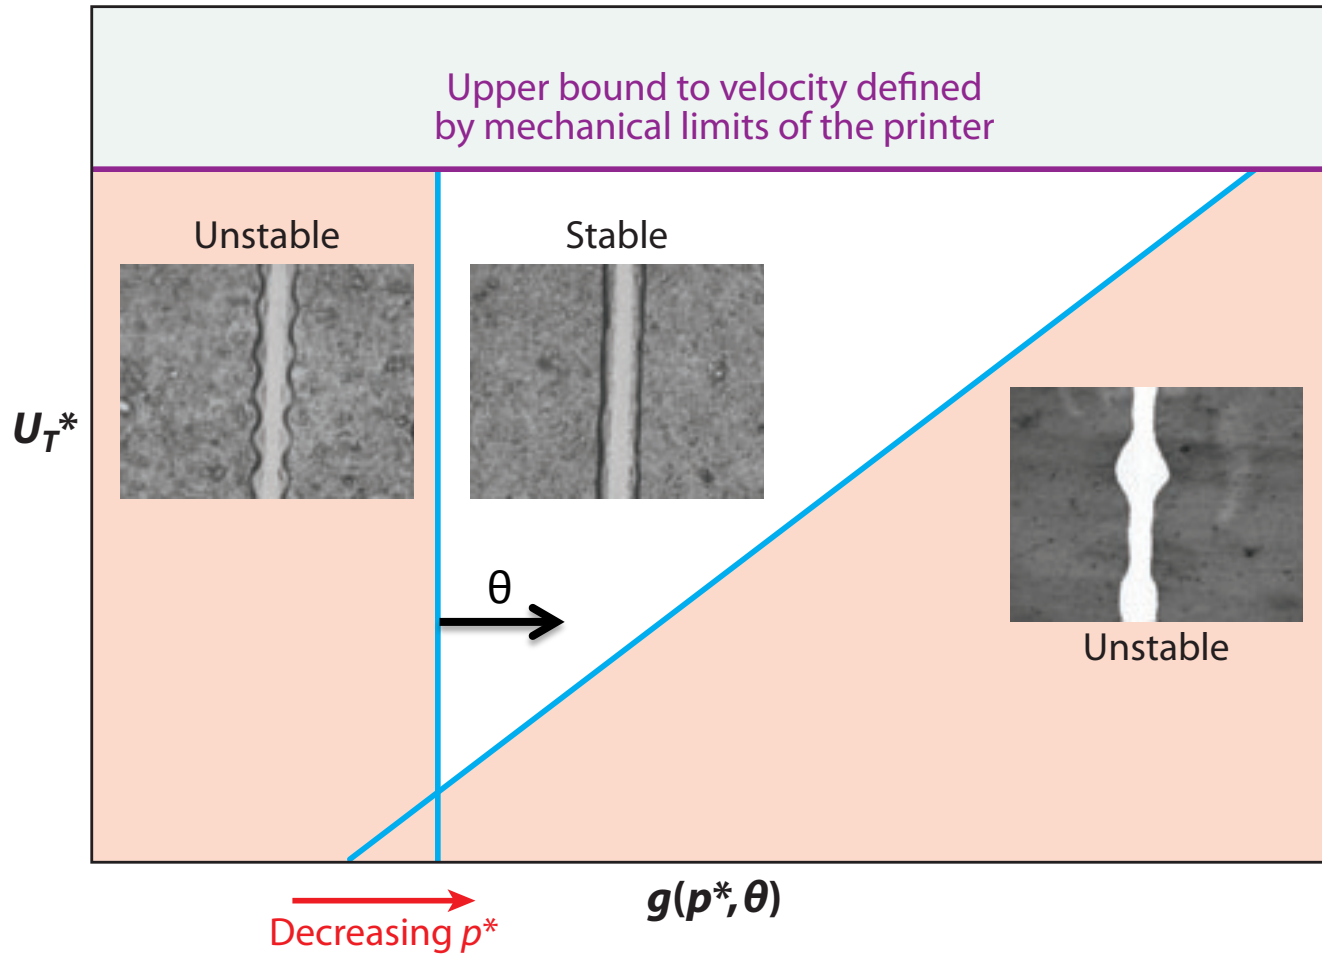 Upper bound to velocity defined
by mechanical limits of the printer
Unstable
Stable
U_T*
θ
Unstable
g(p*, θ)
Decreasing p*